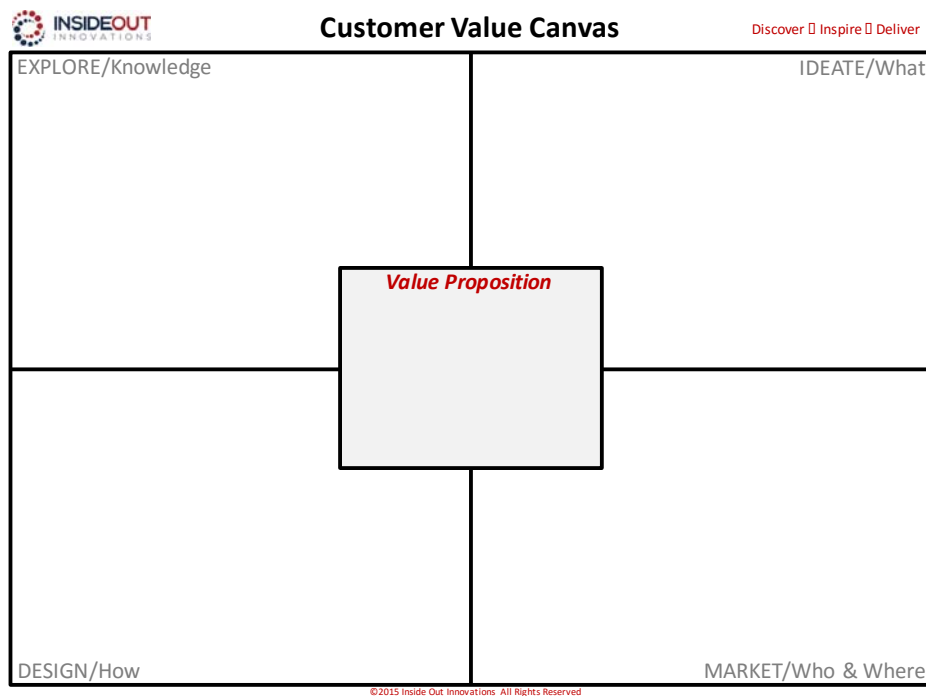 INSIDEOUT
INNOVATIONS
Customer Value Canvas
Discover ▯ Inspire ▯ Deliver
EXPLORE/Knowledge
IDEATE/What
Value Proposition
DESIGN/How
MARKET/Who & Where
©2015 Inside Out Innovations All Rights Reserved